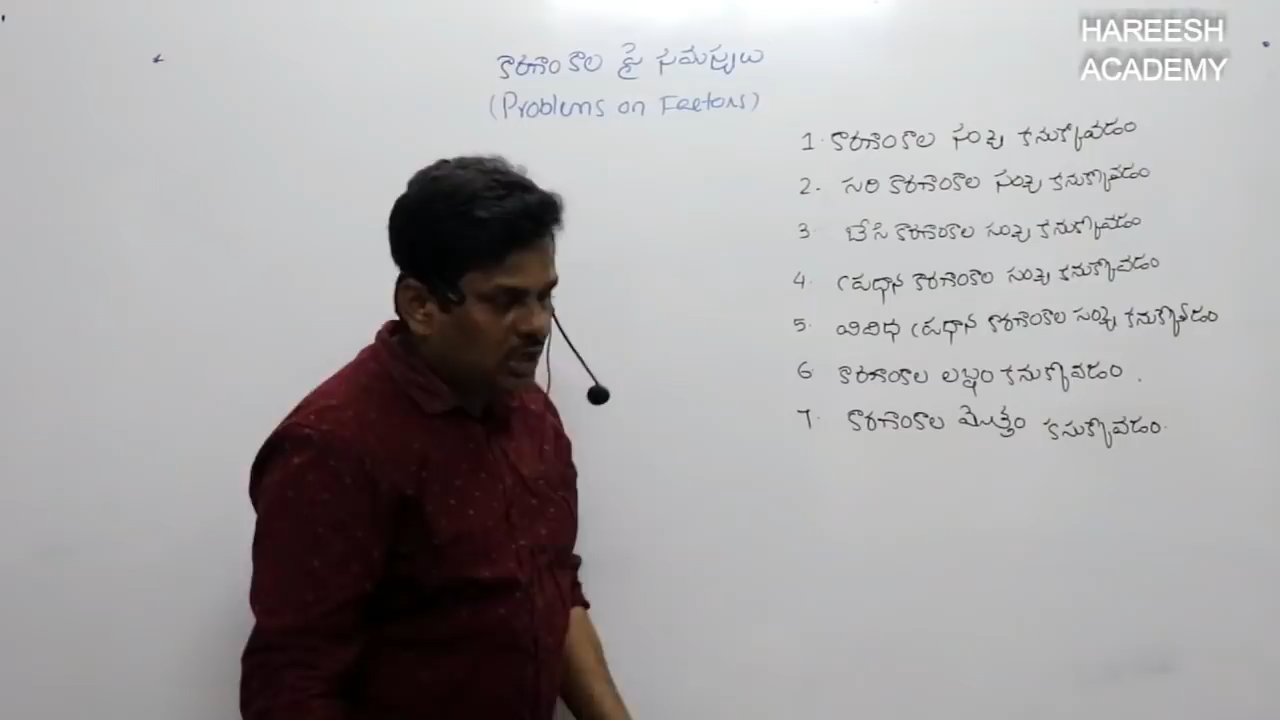 HAREESH
ACADEMY
కారణాంకాల పై సమస్యలు
(Problems on Factors)
1. కారణాంకాల సంఖ్య కనుక్కోవడం
2. సరి కారణాంకాల సంఖ్య కనుక్కోవడం
3. బేసి కారణాంకాల సంఖ్య కనుక్కోవడం
4. ప్రధాన కారణాంకాల సంఖ్య కనుక్కోవడం
5. వివిధ ప్రధాన కారణాంకాల సంఖ్య కనుక్కోవడం
6. కారణాంకాల లబ్ధం కనుక్కోవడం.
7. కారణాంకాల మొత్తం కనుక్కోవడం.